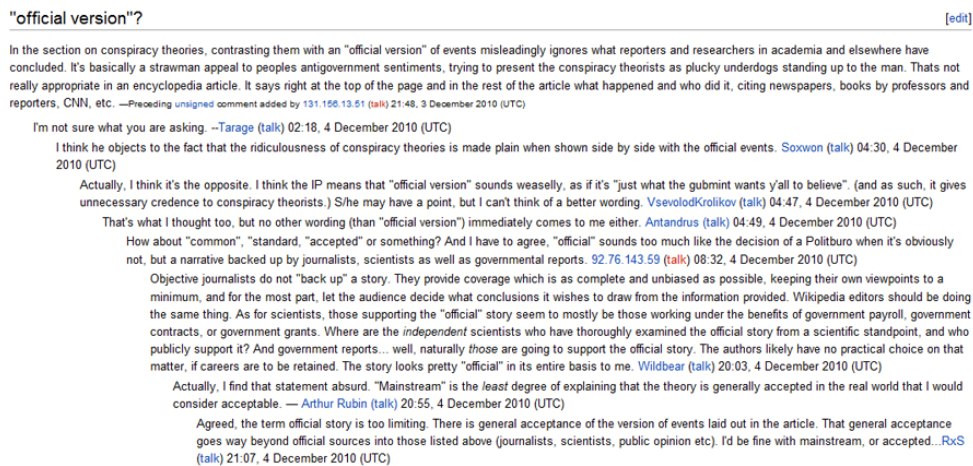 "official version"? [edit]
In the section on conspiracy theories, contrasting them with an "official version" of events misleadingly ignores what reporters and researchers in academia and elsewhere have
concluded. It's basically a strawman appeal to peoples antigovernment sentiments, trying to present the conspiracy theorists as plucky underdogs standing up to the man. Thats not
really appropriate in an encyclopedia article. It says right at the top of the page and in the rest of the article what happened and who did it, citing newspapers, books by professors and
reporters, CNN, etc. —Preceding unsigned comment added by 131.156.13.51 (talk) 21:48, 3 December 2010 (UTC)
I'm not sure what you are asking. --Tarage (talk) 02:18, 4 December 2010 (UTC)
I think he objects to the fact that the ridiculousness of conspiracy theories is made plain when shown side by side with the official events. Soxwon (talk) 04:30, 4 December
2010 (UTC)
Actually, I think it's the opposite. I think the IP means that "official version" sounds weaselly, as if it's "just what the gubmint wants y'all to believe". (and as such, it gives
unnecessary credence to conspiracy theorists.) S/he may have a point, but I can't think of a better wording. VsevolodKrolikov (talk) 04:47, 4 December 2010 (UTC)
That's what I thought too, but no other wording (than "official version") immediately comes to me either. Antandrus (talk) 04:49, 4 December 2010 (UTC)
How about "common", "standard, "accepted" or something? And I have to agree, "official" sounds too much like the decision of a Politburo when it's obviously
not, but a narrative backed up by journalists, scientists as well as governmental reports. 92.76.143.59 (talk) 08:32, 4 December 2010 (UTC)
Objective journalists do not "back up" a story. They provide coverage which is as complete and unbiased as possible, keeping their own viewpoints to a
minimum, and for the most part, let the audience decide what conclusions it wishes to draw from the information provided. Wikipedia editors should be doing
the same thing. As for scientists, those supporting the "official" story seem to mostly be those working under the benefits of government payroll, government
contracts, or government grants. Where are the independent scientists who have thoroughly examined the official story from a scientific standpoint, and who
publicly support it? And government reports... well, naturally those are going to support the official story. The authors likely have no practical choice on that
matter, if careers are to be retained. The story looks pretty "official" in its entire basis to me. Wildbear (talk) 20:03, 4 December 2010 (UTC)
Actually, I find that statement absurd. "Mainstream" is the least degree of explaining that the theory is generally accepted in the real world that I would
consider acceptable. — Arthur Rubin (talk) 20:55, 4 December 2010 (UTC)
Agreed, the term official story is too limiting. There is general acceptance of the version of events laid out in the article. That general acceptance
goes way beyond official sources into those listed above (journalists, scientists, public opinion etc). I'd be fine with mainstream, or accepted...RxS
(talk) 21:07, 4 December 2010 (UTC)